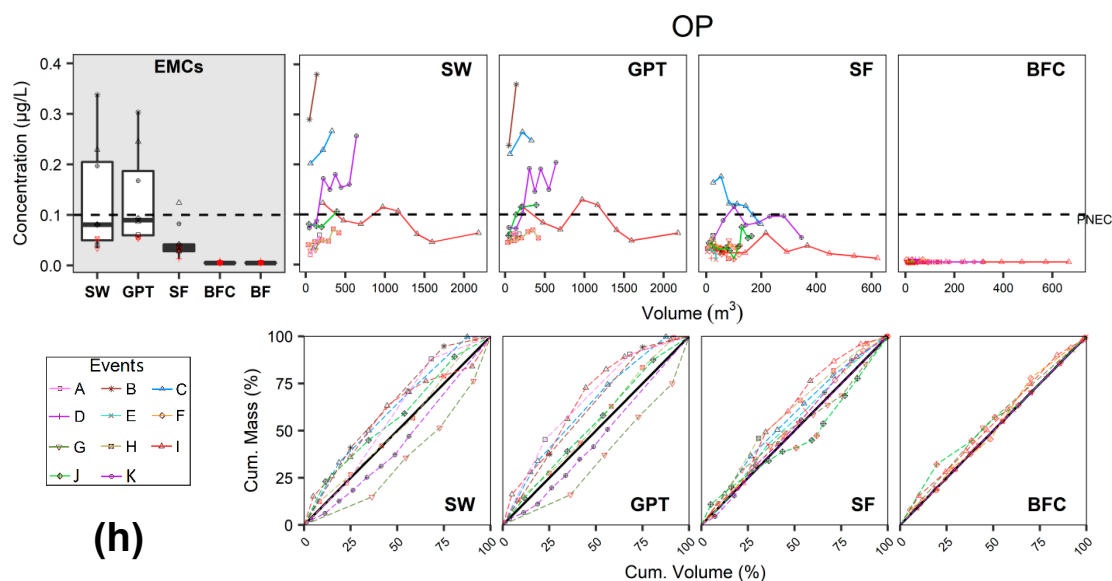 OP
Concentration (µg/L)
EMCs
0.4
0.3
0.2
0.1
0.0
SW GPT SF BFC BF
SW
0 500 1000 1500 2000
GPT
0 500 1000 1500 2000
SF
0 200 400 600
BFC
0 200 400 600
PNEC
Volume (m³)
Events
A B C
D E F
G H I
J K
(h)
Cum. Mass (%)
100
75
50
25
0
SW
0 25 50 75 100
GPT
0 25 50 75 100
SF
0 25 50 75 100
BFC
0 25 50 75 100
Cum. Volume (%)